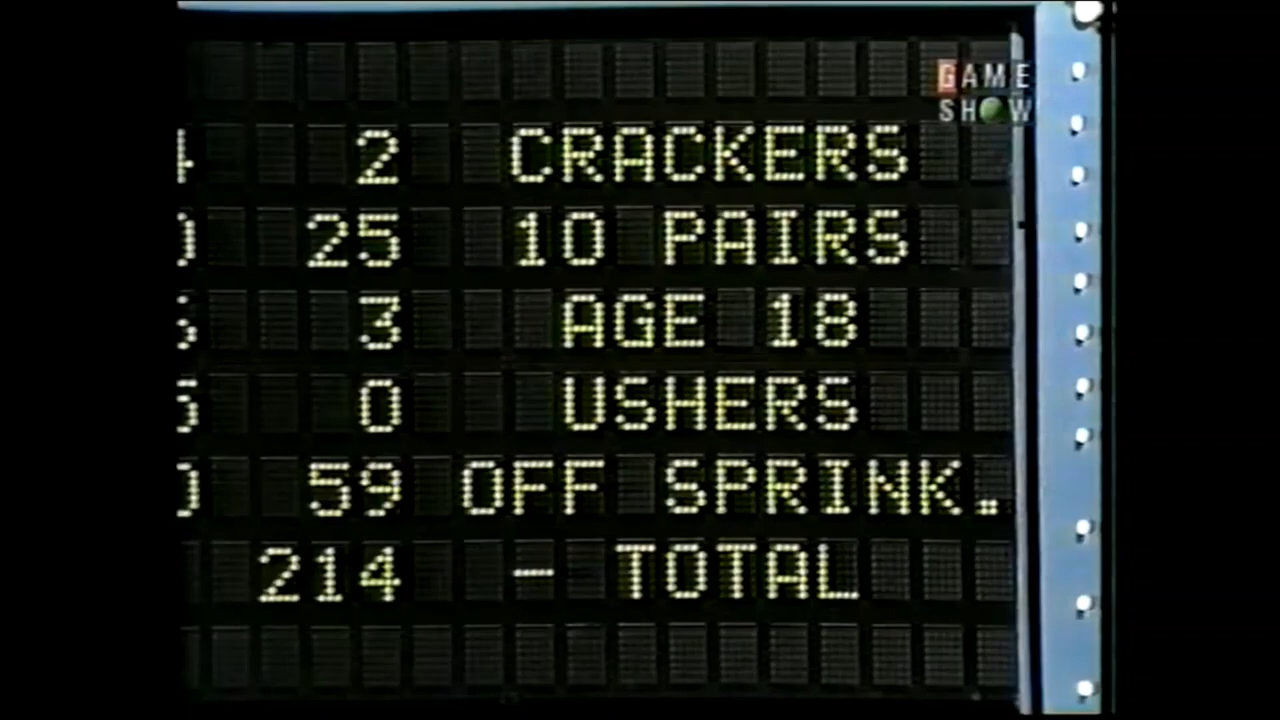 2 CRACKERS
25 10 PAIRS
3 AGE 18
0 USHERS
59 OFF SPRINK.
214 - TOTAL
GAME
SHOW